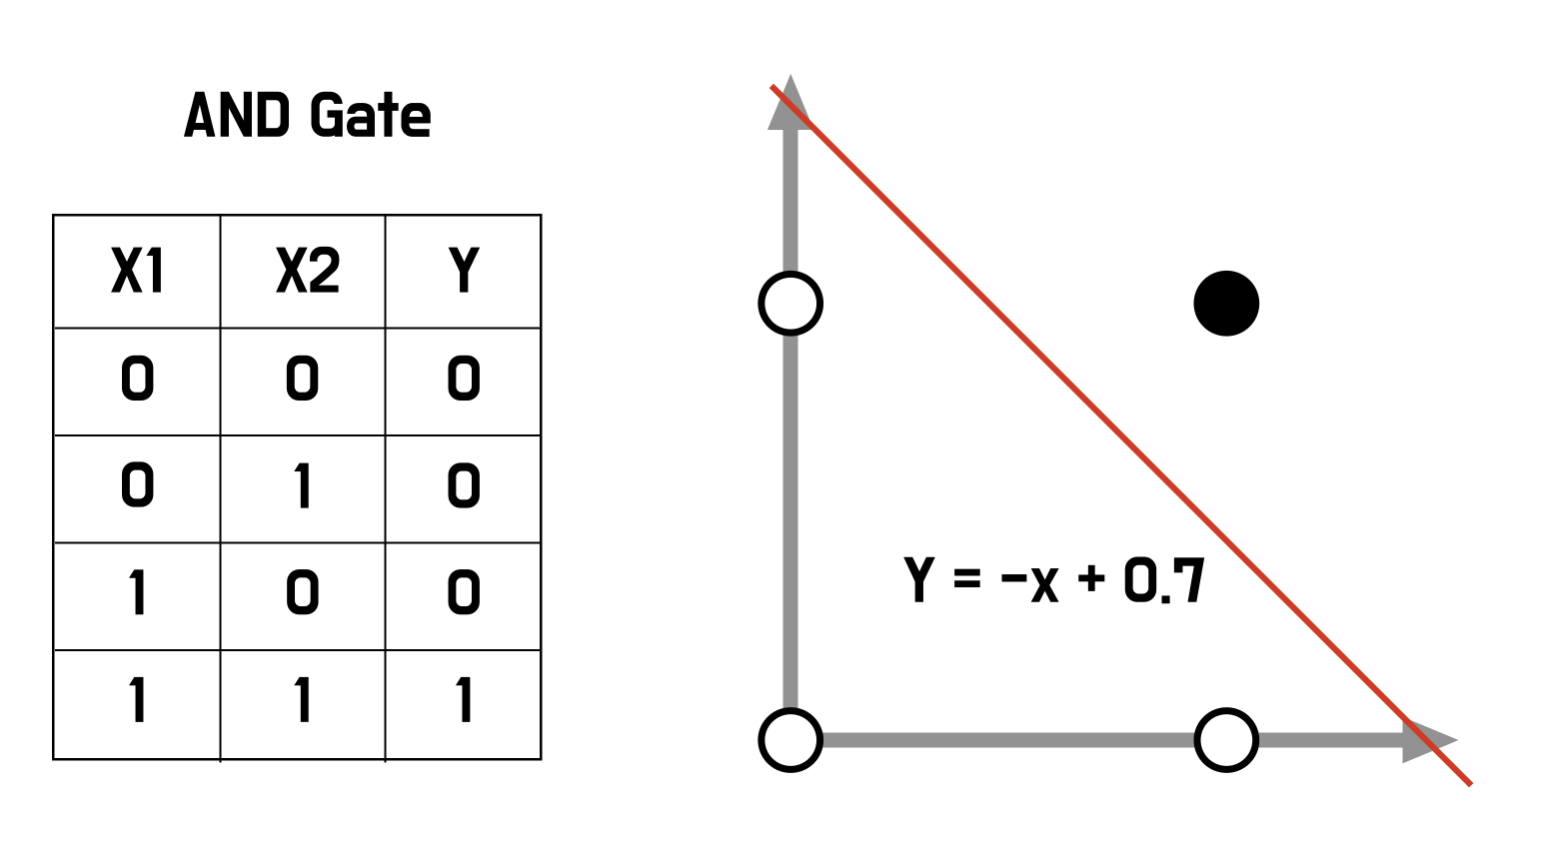 AND Gate
X1 X2 Y
0 0 0
0 1 0
1 0 0
1 1 1
Y = -x + 0.7